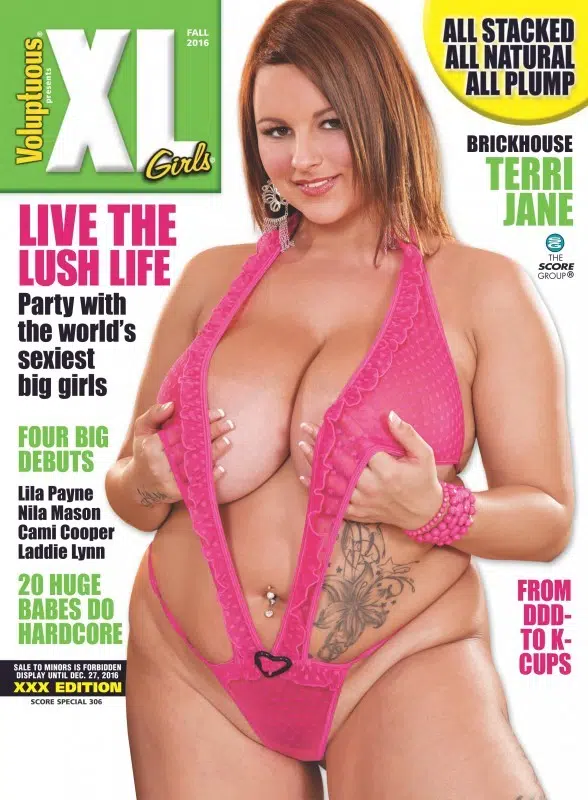 Voluptuous
presents
XL
Girls®
FALL
2016
ALL STACKED
ALL NATURAL
ALL PLUMP
BRICKHOUSE
TERRI
JANE
THE
SCORE
GROUP®
LIVE THE
LUSH LIFE
Party with
the world's
sexiest
big girls
FOUR BIG
DEBUTS
Lila Payne
Nila Mason
Cami Cooper
Laddie Lynn
20 HUGE
BABES DO
HARDCORE
SALE TO MINORS IS FORBIDDEN
DISPLAY UNTIL DEC. 27, 2016
XXX EDITION
SCORE SPECIAL 306
FROM
DDD-
TO K-
CUPS